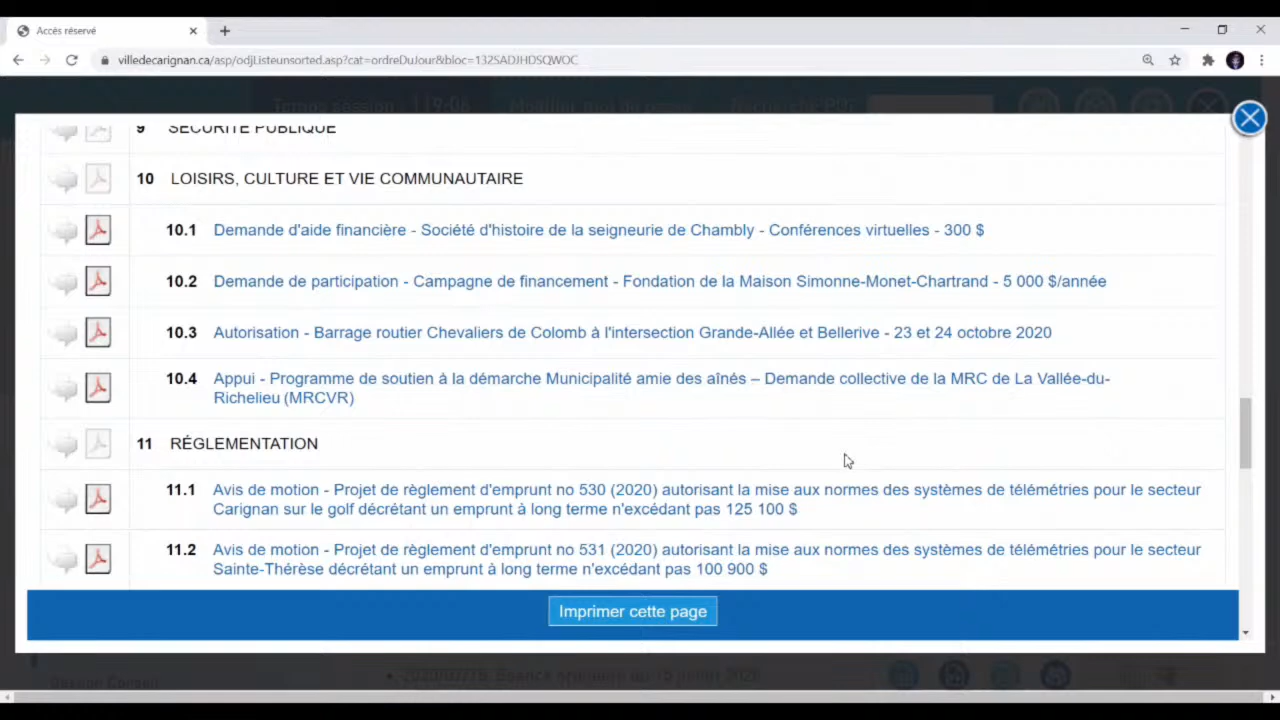 Accès réservé
villedecarignan.ca/asp/odjListeunsorted.asp?cat=ordreDuJour&bloc=132SADJHDSQWOC
9 SÉCURITÉ PUBLIQUE
10 LOISIRS, CULTURE ET VIE COMMUNAUTAIRE
10.1 Demande d'aide financière - Société d'histoire de la seigneurie de Chambly - Conférences virtuelles - 300 $
10.2 Demande de participation - Campagne de financement - Fondation de la Maison Simonne-Monet-Chartrand - 5 000 $/année
10.3 Autorisation - Barrage routier Chevaliers de Colomb à l'intersection Grande-Allée et Bellerive - 23 et 24 octobre 2020
10.4 Appui - Programme de soutien à la démarche Municipalité amie des aînés – Demande collective de la MRC de La Vallée-du-
Richelieu (MRCVR)
11 RÉGLEMENTATION
11.1 Avis de motion - Projet de règlement d'emprunt no 530 (2020) autorisant la mise aux normes des systèmes de télémétries pour le secteur
Carignan sur le golf décrétant un emprunt à long terme n'excédant pas 125 100 $
11.2 Avis de motion - Projet de règlement d'emprunt no 531 (2020) autorisant la mise aux normes des systèmes de télémétries pour le secteur
Sainte-Thérèse décrétant un emprunt à long terme n'excédant pas 100 900 $
Imprimer cette page